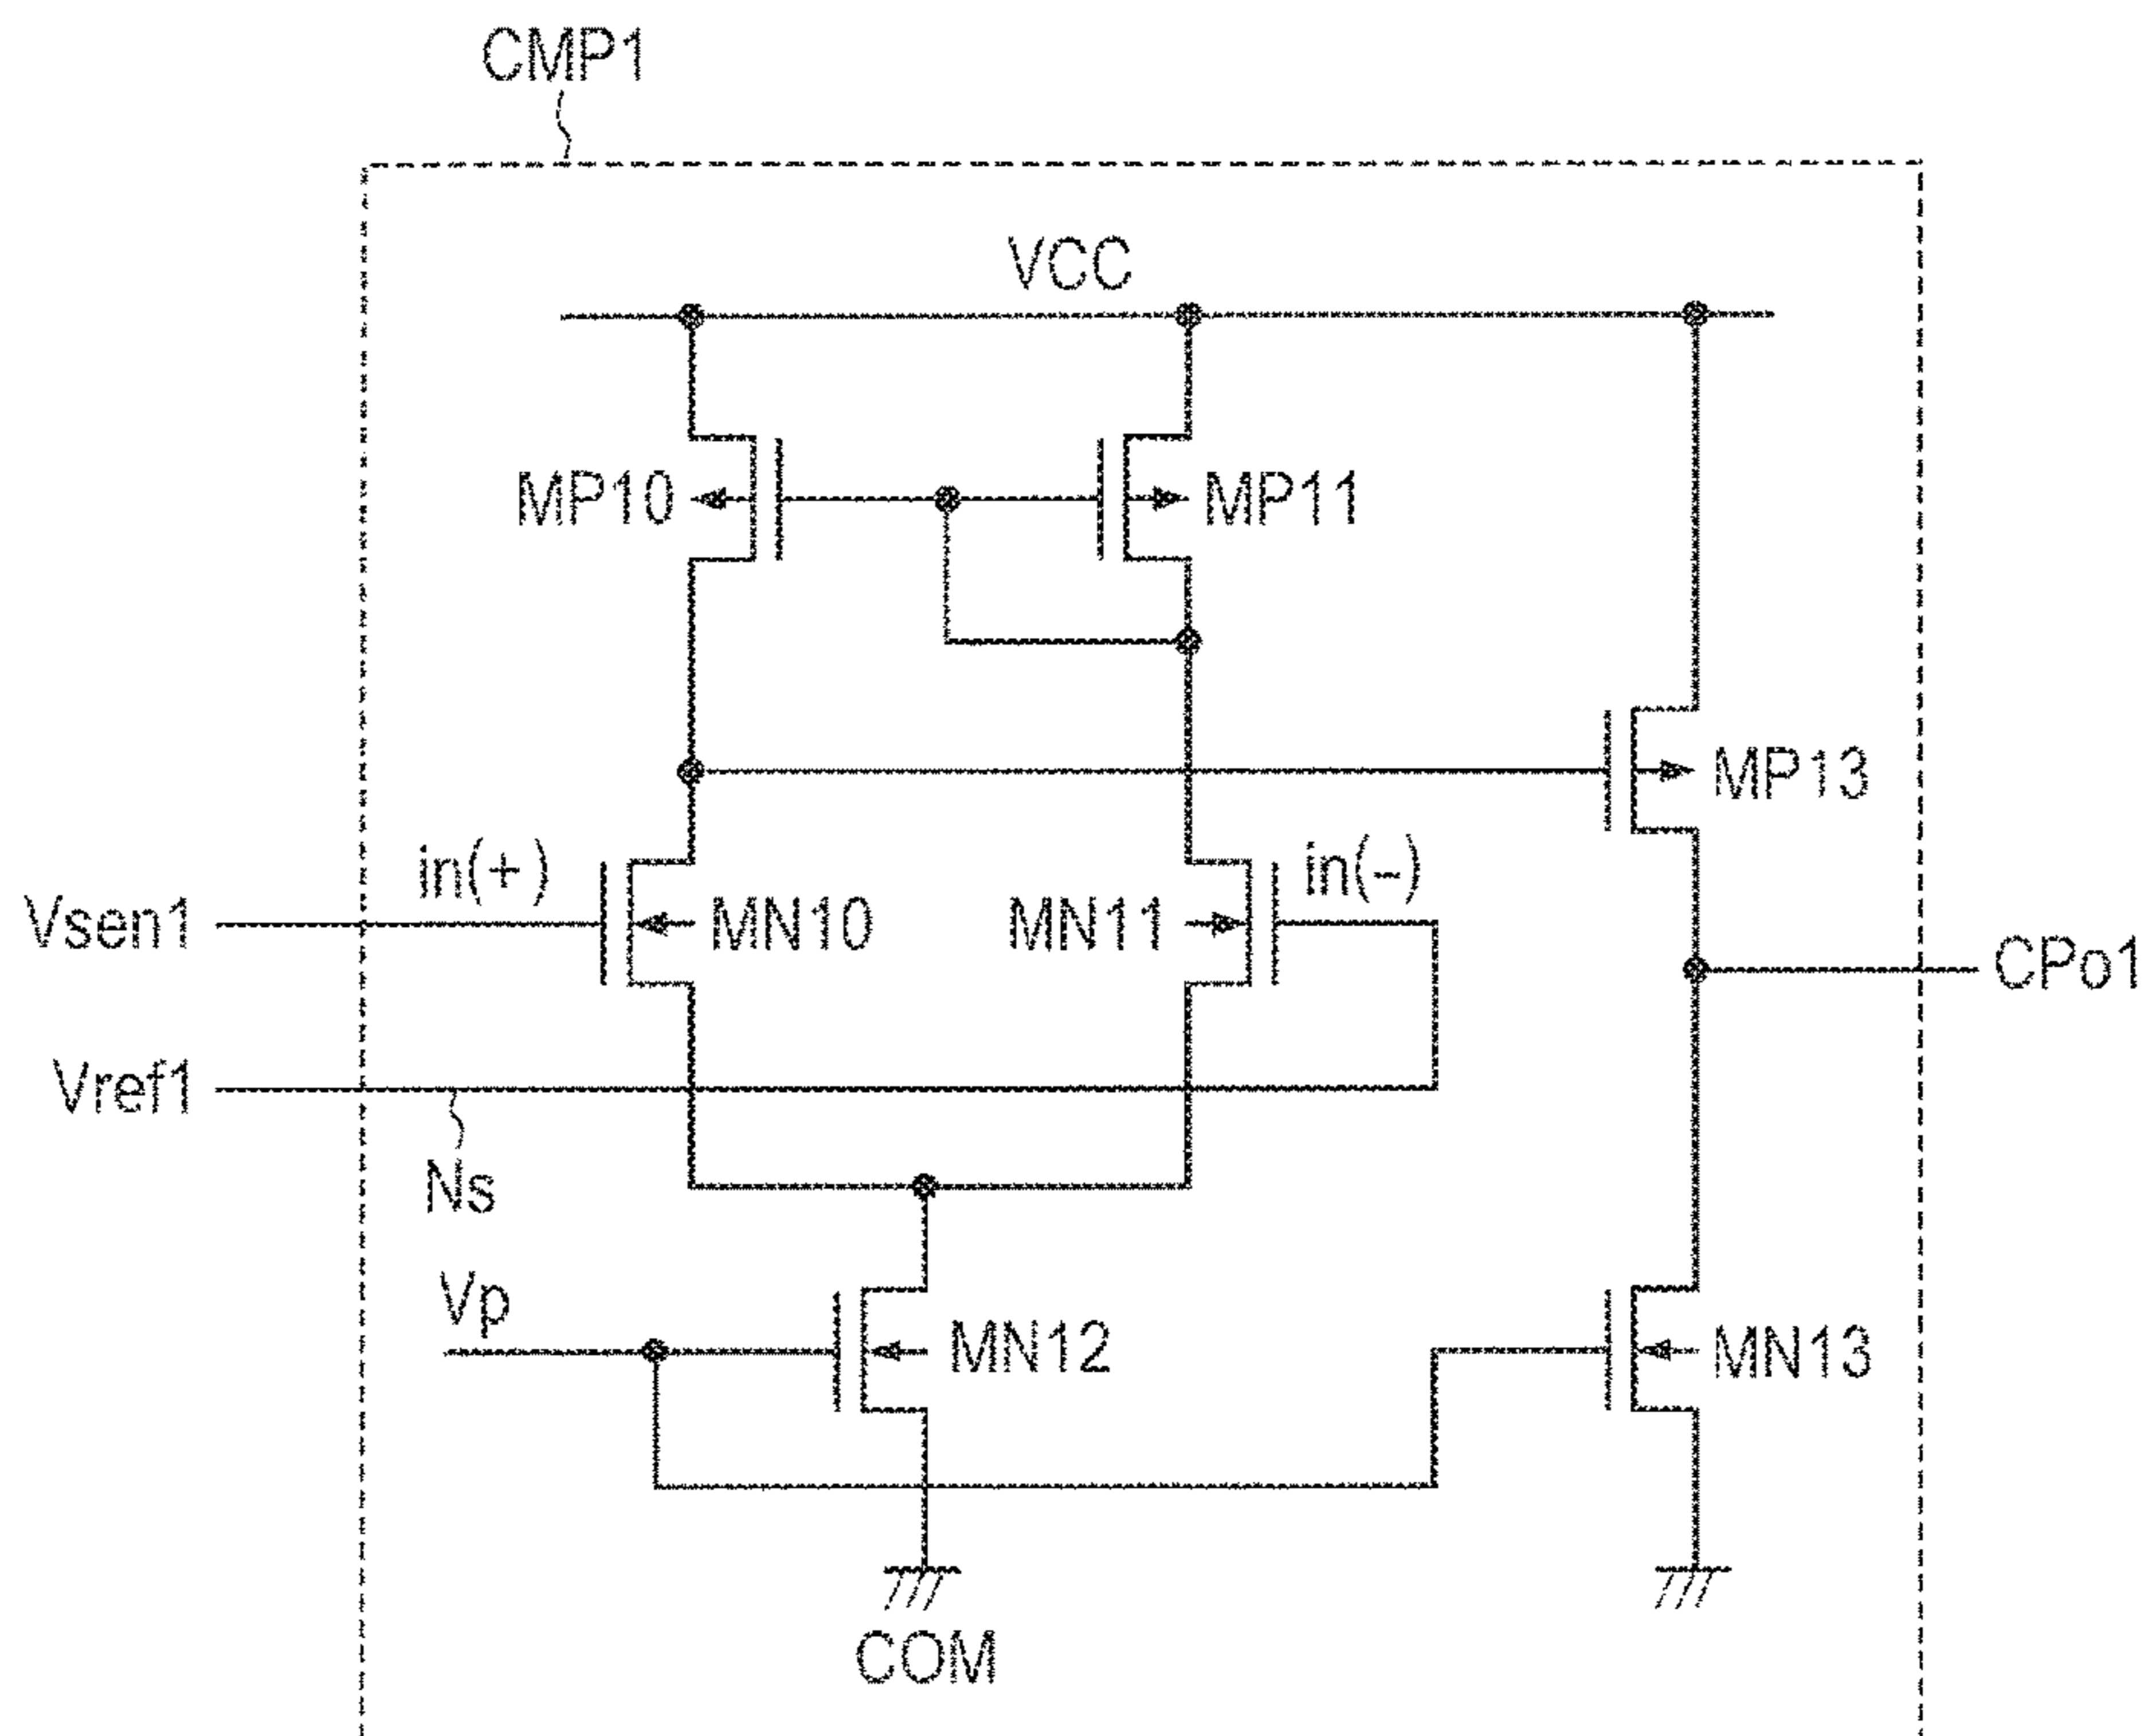 CMP1
VCC
MP10
MP11
MP13
in(+)
in(-)
Vsen1
MN10
MN11
CPo1
Vref1
Ns
Vp
MN12
MN13
COM